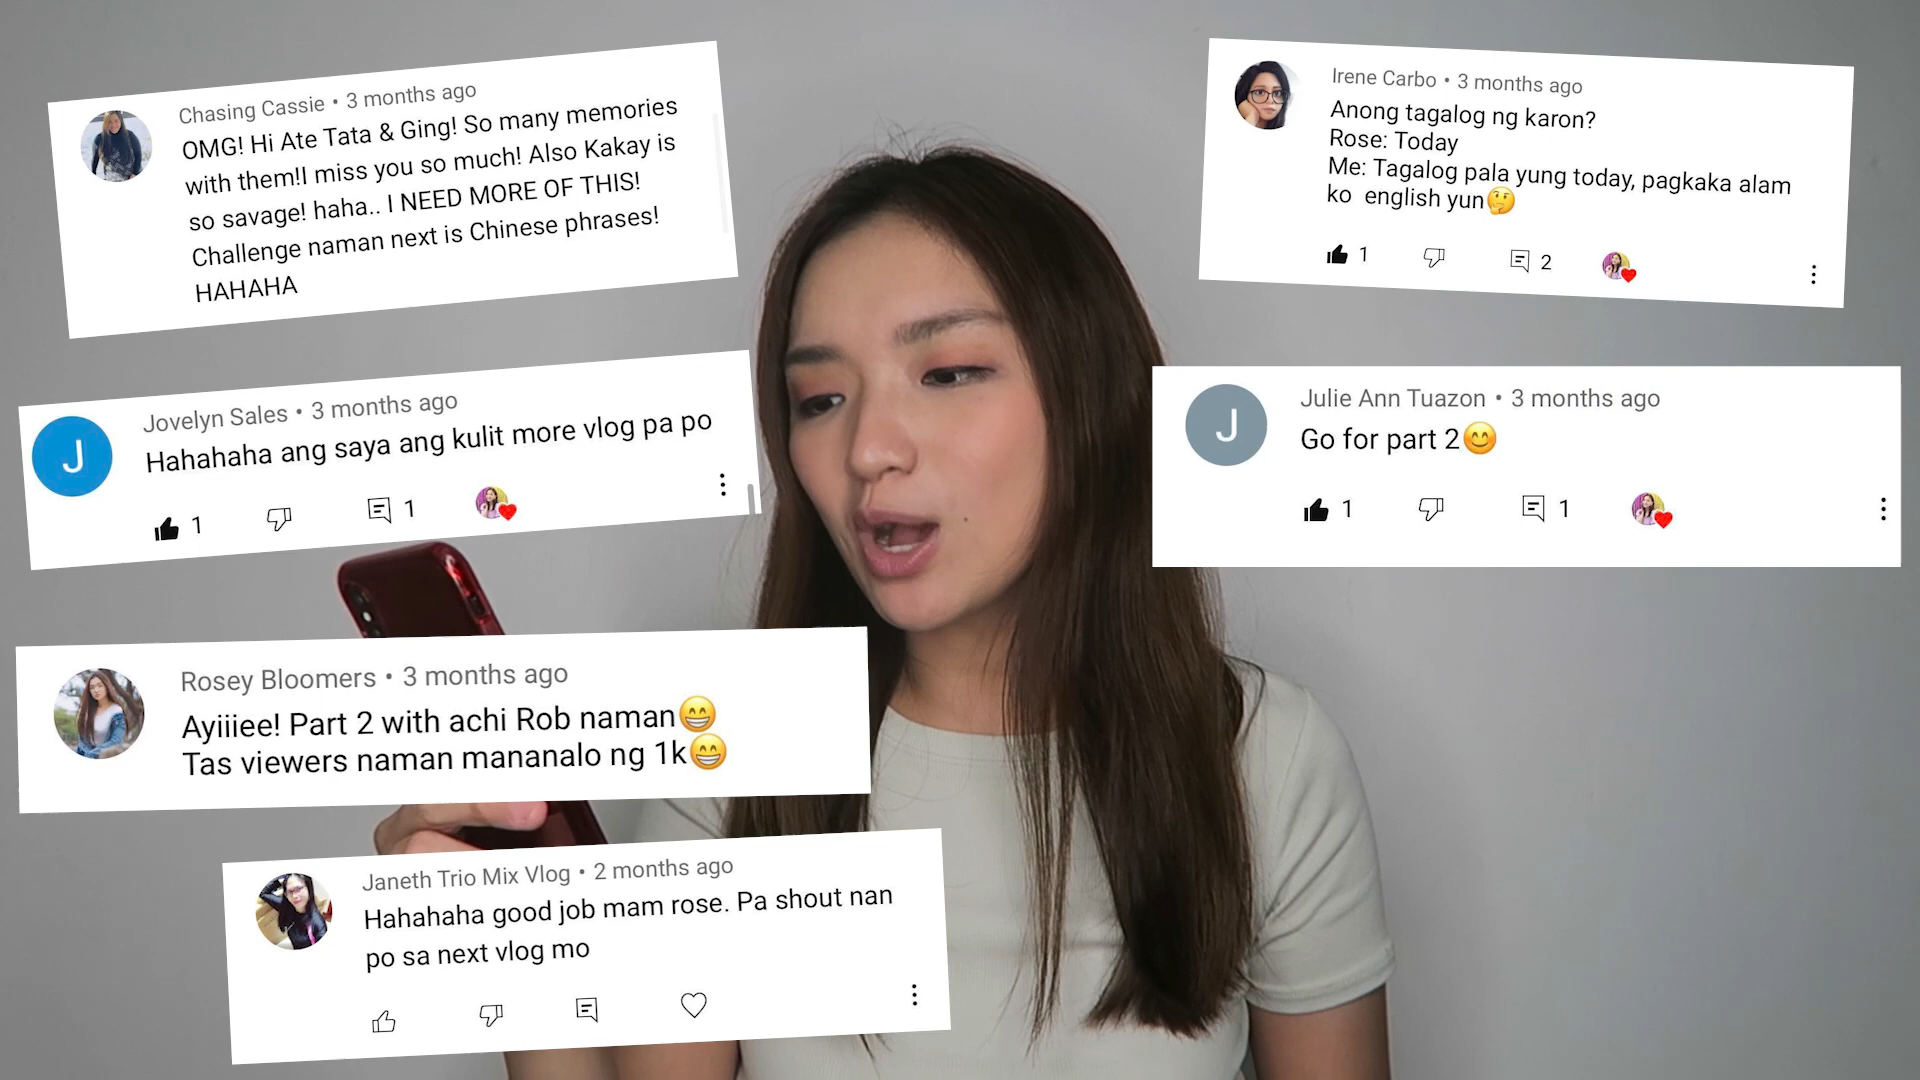 Chasing Cassie • 3 months ago
OMG! Hi Ate Tata & Ging! So many memories
with them!I miss you so much! Also Kakay is
so savage! haha.. I NEED MORE OF THIS!
Challenge naman next is Chinese phrases!
HAHAHA
Irene Carbo • 3 months ago
Anong tagalog ng karon?
Rose: Today
Me: Tagalog pala yung today, pagkaka alam
ko english yun🤔
1
2
J
Jovelyn Sales • 3 months ago
Hahahaha ang saya ang kulit more vlog pa po
1
1
J
Julie Ann Tuazon • 3 months ago
Go for part 2😊
1
1
Rosey Bloomers • 3 months ago
Ayiiiee! Part 2 with achi Rob naman😁
Tas viewers naman mananalo ng 1k😁
Janeth Trio Mix Vlog • 2 months ago
Hahahaha good job mam rose. Pa shout nan
po sa next vlog mo